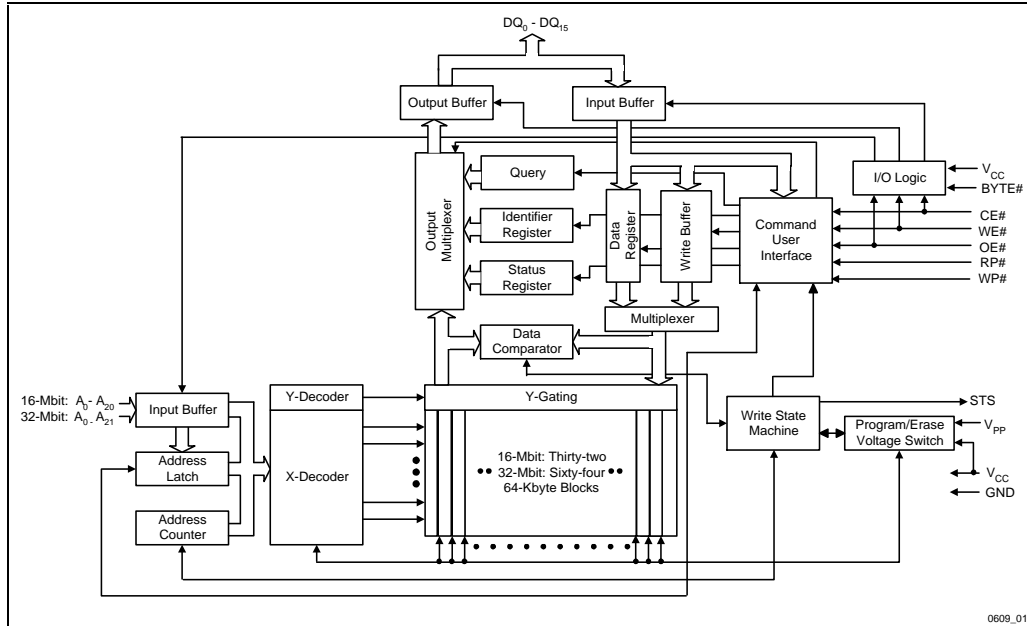 DQ0 - DQ15
Output Buffer
Input Buffer
Output
Multiplexer
Query
Identifier
Register
Status
Register
Data
Register
Write Buffer
Command
User
Interface
I/O Logic
VCC
BYTE#
CE#
WE#
OE#
RP#
WP#
Multiplexer
Data
Comparator
16-Mbit: A0- A20
32-Mbit: A0 - A21
Input Buffer
Address
Latch
Address
Counter
Y-Decoder
X-Decoder
Y-Gating
16-Mbit: Thirty-two
32-Mbit: Sixty-four
64-Kbyte Blocks
Write State
Machine
Program/Erase
Voltage Switch
STS
VPP
VCC
GND
0609_01